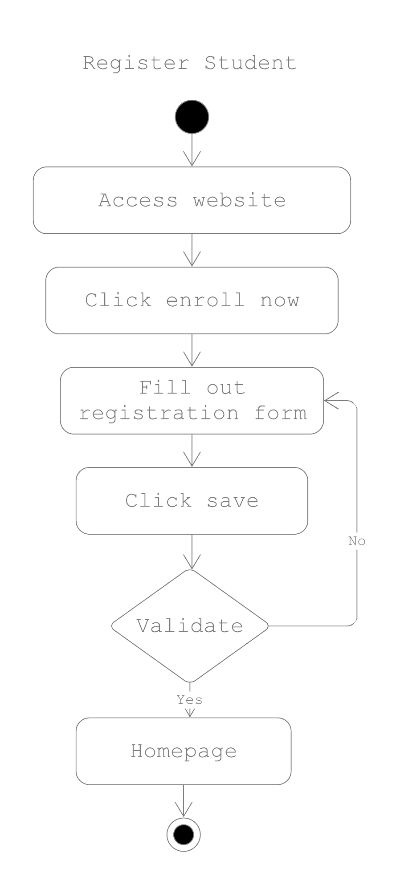 Register Student
Access website
Click enroll now
Fill out
registration form
Click save
No
Validate
Yes
Homepage